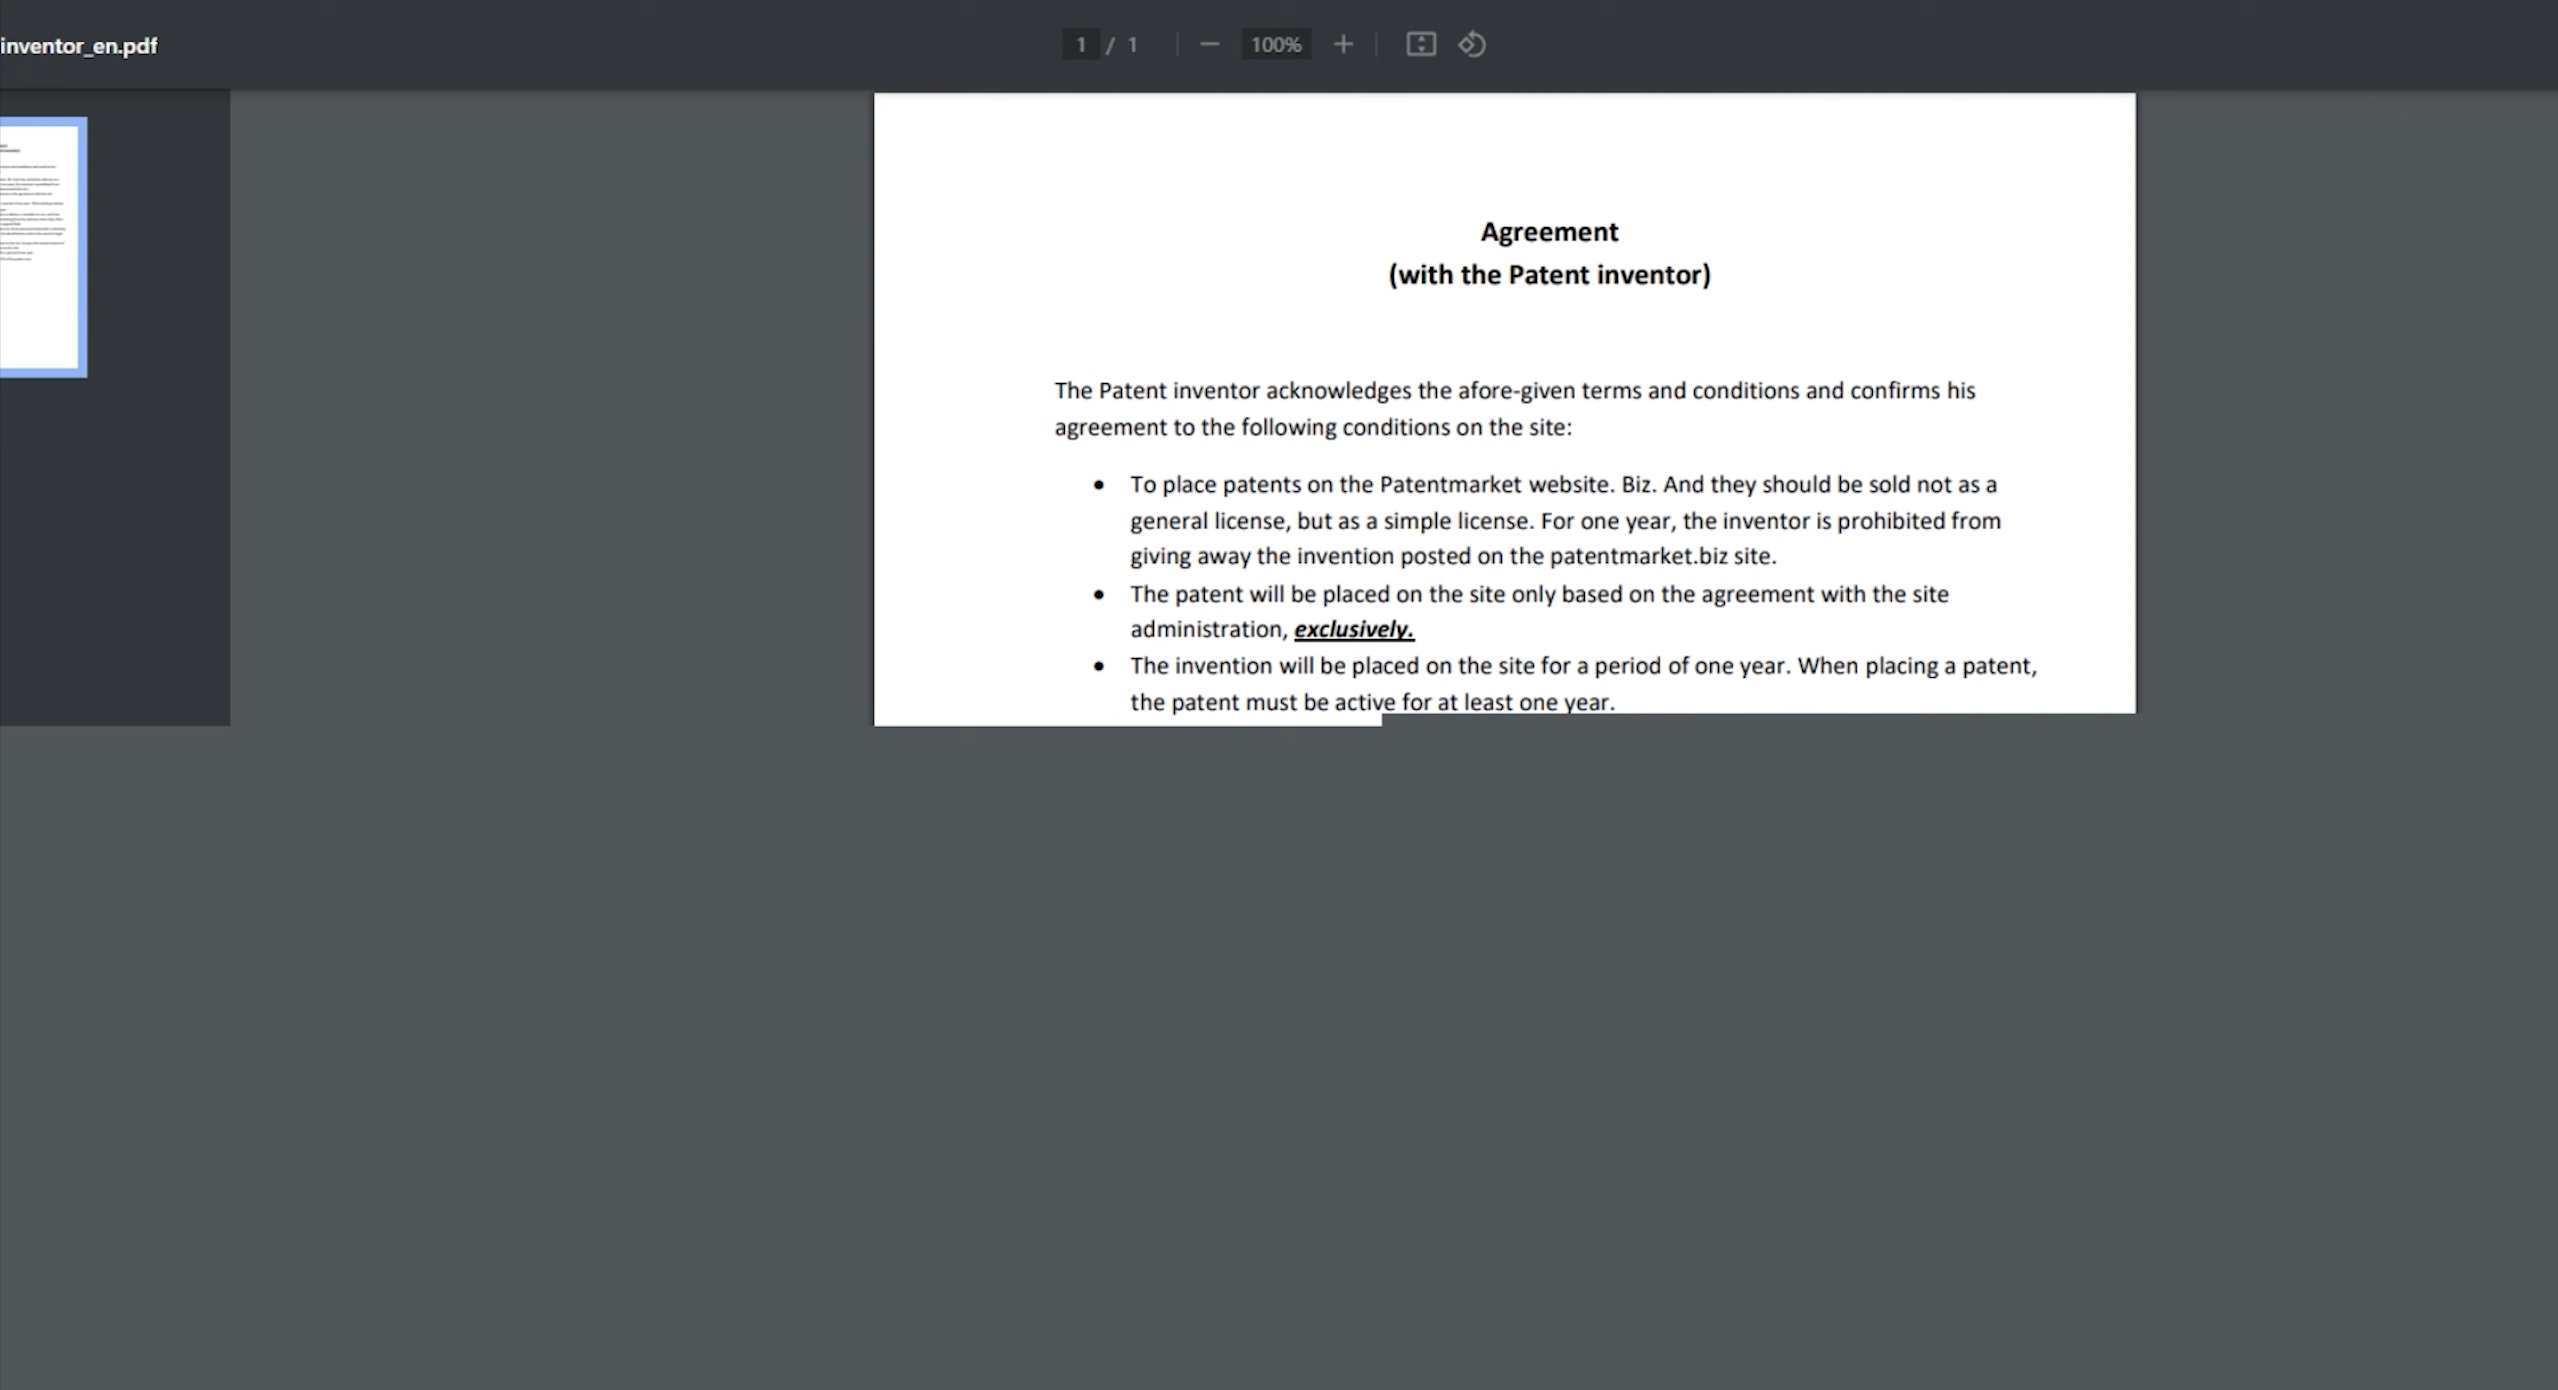 inventor_en.pdf
1 / 1
100%
Agreement
(with the Patent inventor)
The Patent inventor acknowledges the afore-given terms and conditions and confirms his
agreement to the following conditions on the site:
• To place patents on the Patentmarket website. Biz. And they should be sold not as a
general license, but as a simple license. For one year, the inventor is prohibited from
giving away the invention posted on the patentmarket.biz site.
• The patent will be placed on the site only based on the agreement with the site
administration, exclusively.
• The invention will be placed on the site for a period of one year. When placing a patent,
the patent must be active for at least one year.